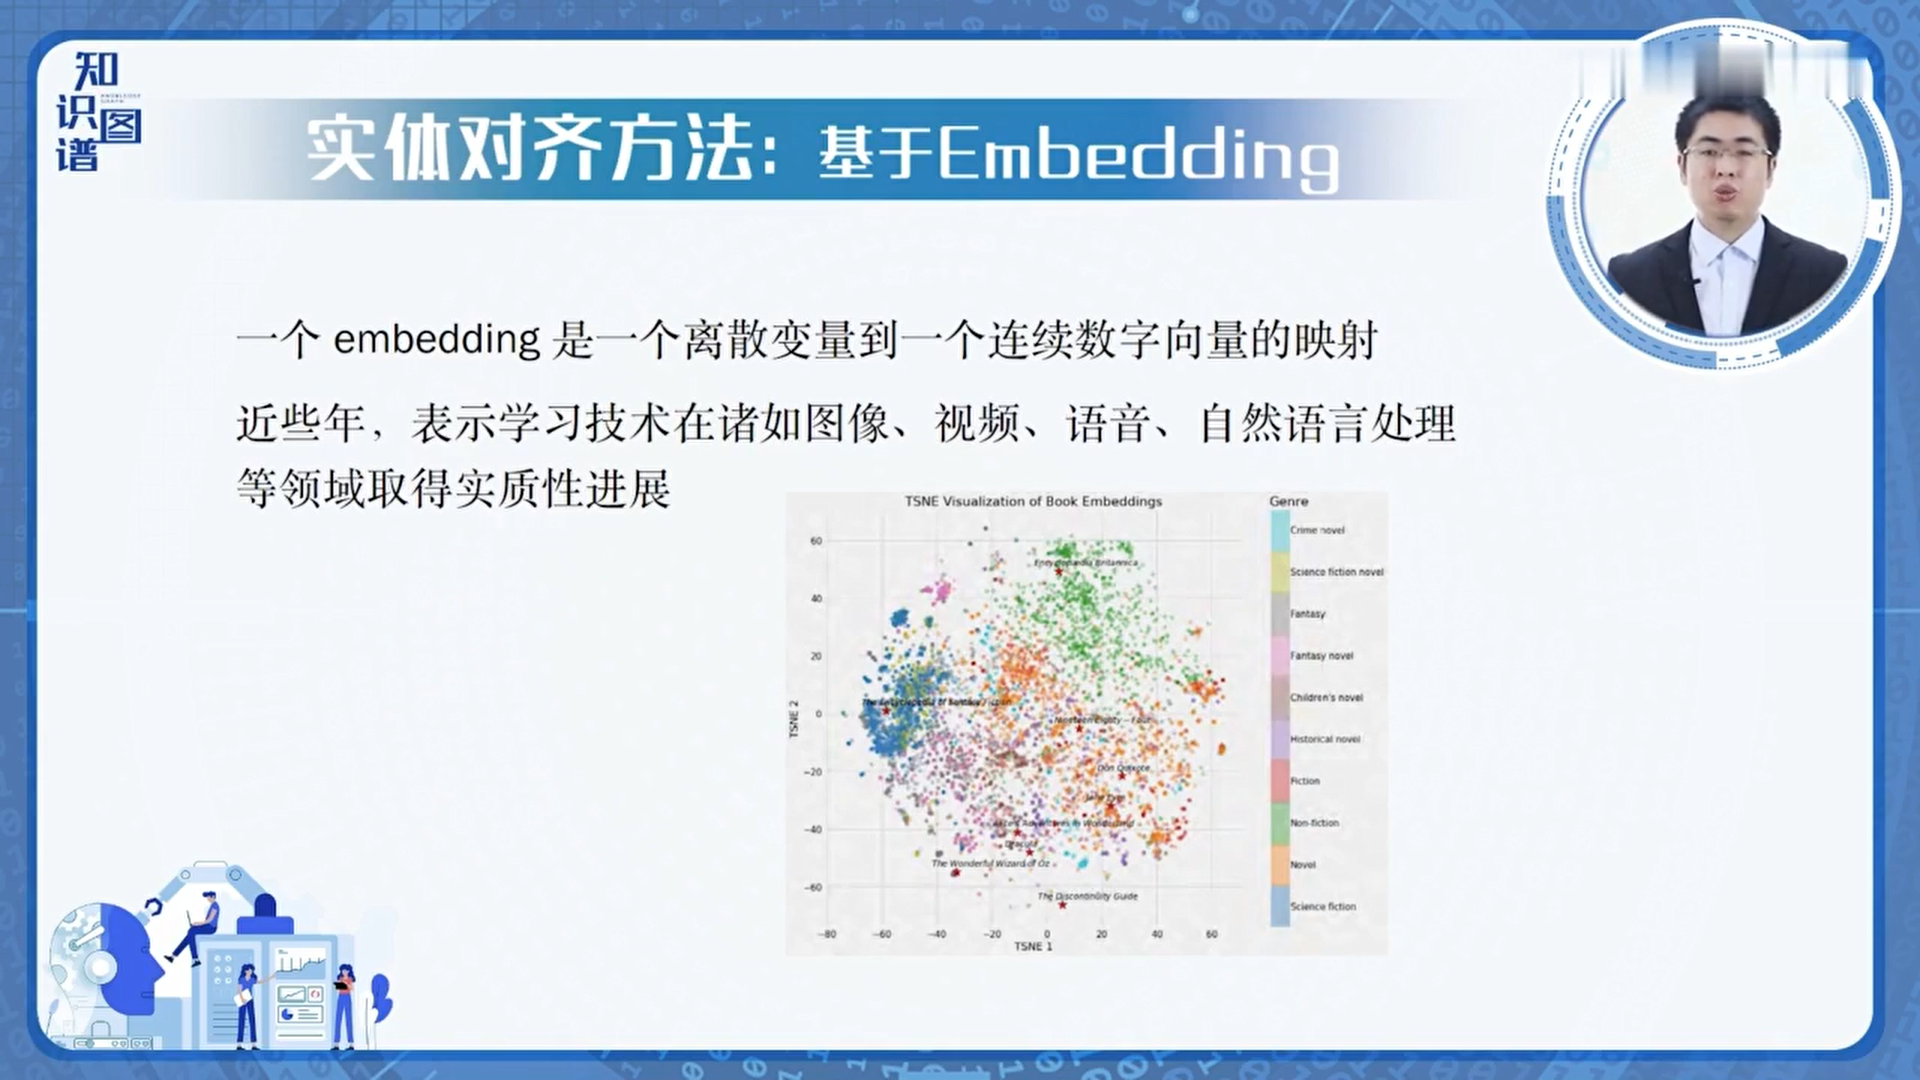 知识图谱
KNOWLEDGE GRAPH
实体对齐方法：基于Embedding
一个 embedding 是一个离散变量到一个连续数字向量的映射
近些年，表示学习技术在诸如图像、视频、语音、自然语言处理
等领域取得实质性进展
TSNE Visualization of Book Embeddings
Genre
Crime novel
Science fiction novel
Fantasy
Fantasy novel
Children's novel
Historical novel
Fiction
Non-fiction
Novel
Science fiction
TSNE 2
60
40
20
0
−20
−40
−60
Encyclopædia Britannica
Nineteen Eighty − Four
Don Quixote
Dracula
The Wonderful Wizard of Oz
The Discontinuity Guide
−80 −60 −40 −20 0 20 40 60
TSNE 1